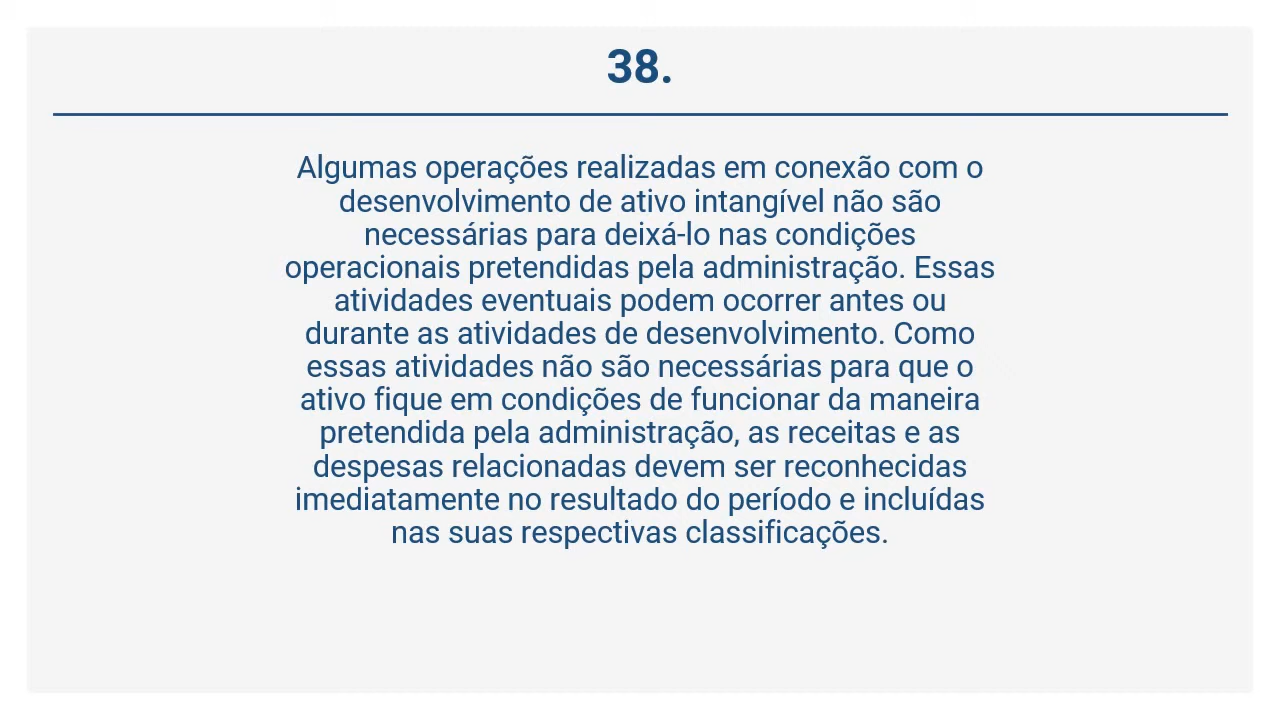 38.
Algumas operações realizadas em conexão com o
desenvolvimento de ativo intangível não são
necessárias para deixá-lo nas condições
operacionais pretendidas pela administração. Essas
atividades eventuais podem ocorrer antes ou
durante as atividades de desenvolvimento. Como
essas atividades não são necessárias para que o
ativo fique em condições de funcionar da maneira
pretendida pela administração, as receitas e as
despesas relacionadas devem ser reconhecidas
imediatamente no resultado do período e incluídas
nas suas respectivas classificações.